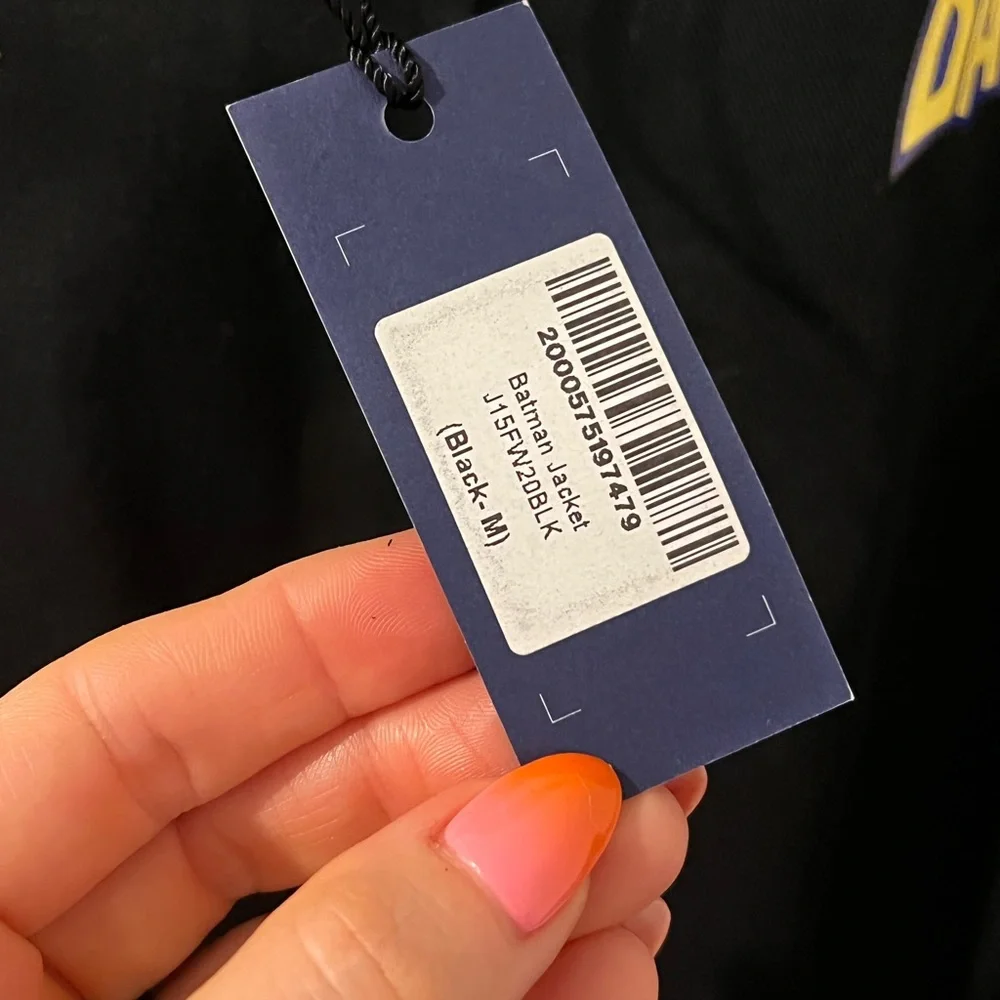 2000575197479
Batman Jacket
J15FW20BLK
(Black- M)